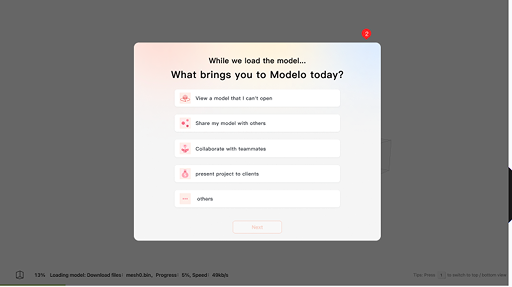 2
While we load the model...
What brings you to Modelo today?
View a model that I can't open
Share my model with others
Collaborate with teammates
present project to clients
others
Next
13% Loading model: Download files: mesh0.bin, Progress: 5%, Speed: 49kb/s
Tips: Press to switch to top / bottom view